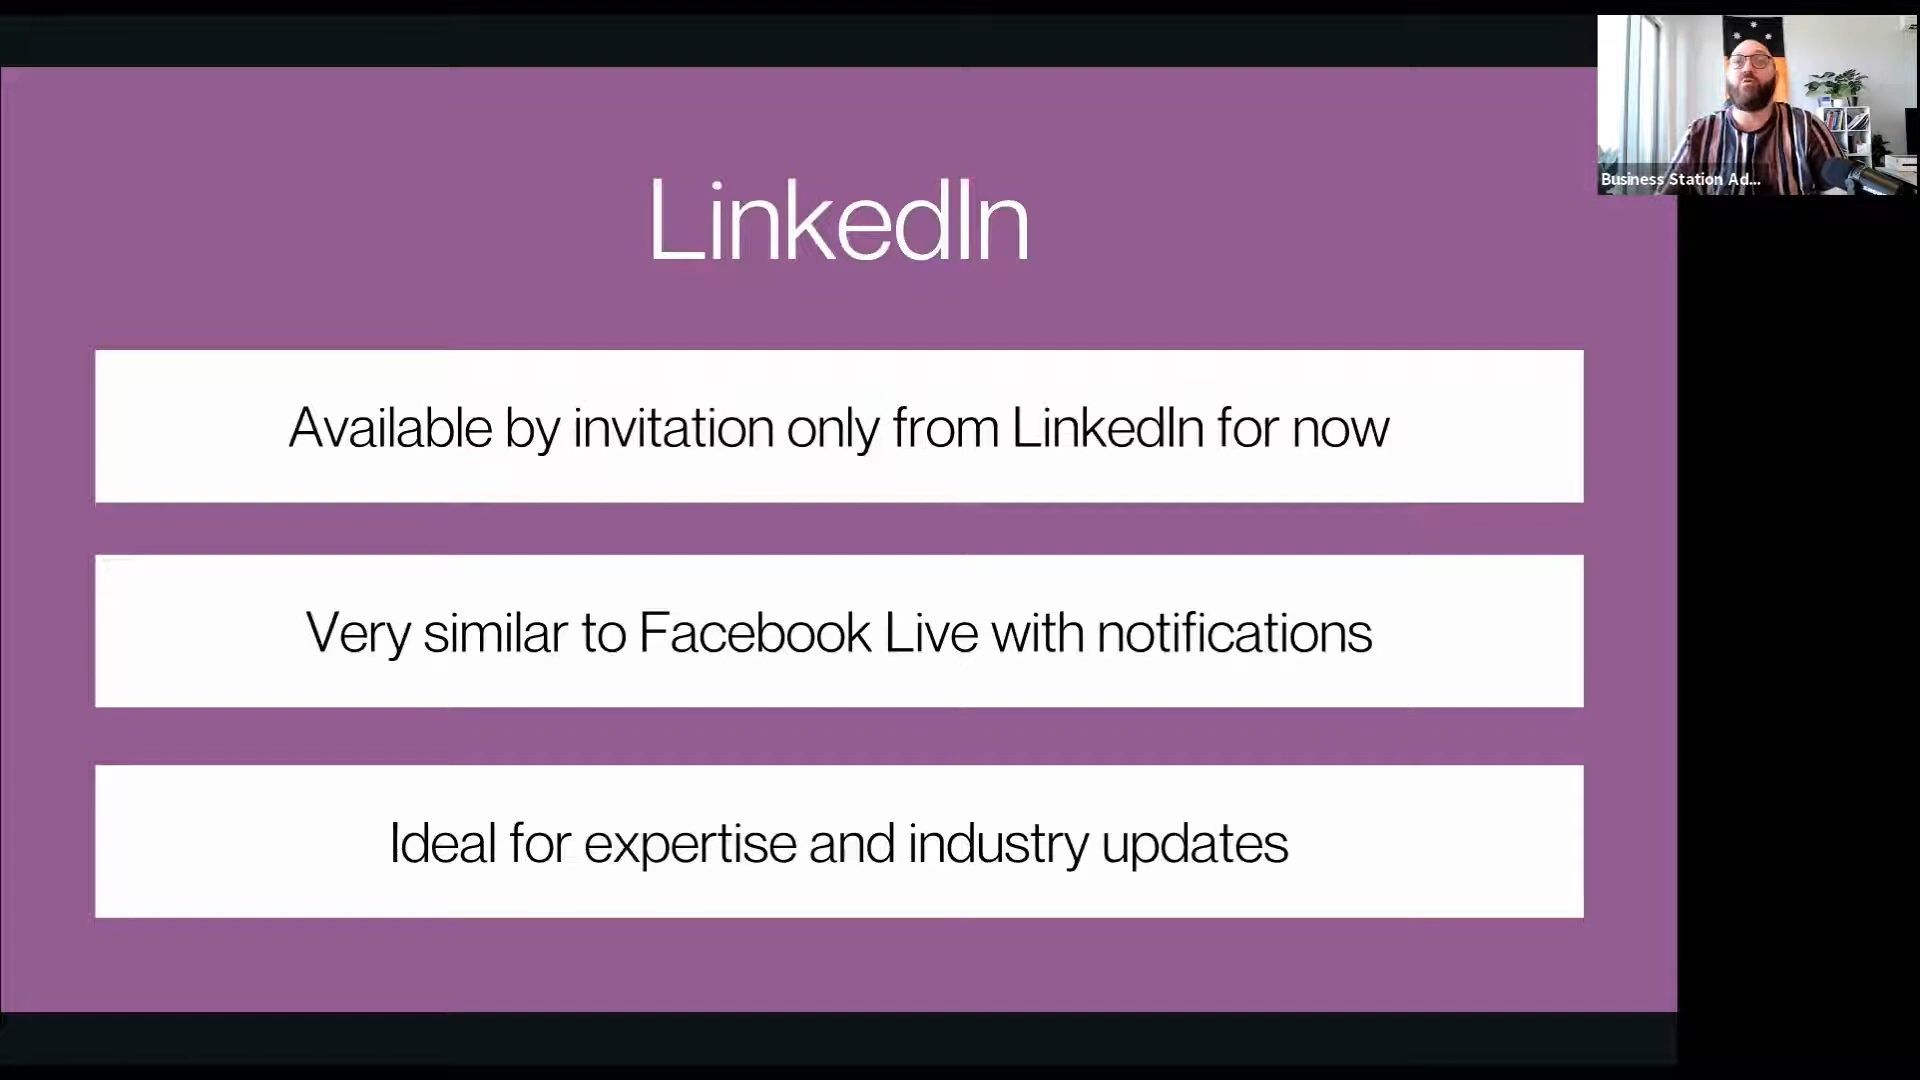 LinkedIn
Available by invitation only from LinkedIn for now
Very similar to Facebook Live with notifications
Ideal for expertise and industry updates
Business Station Ad...